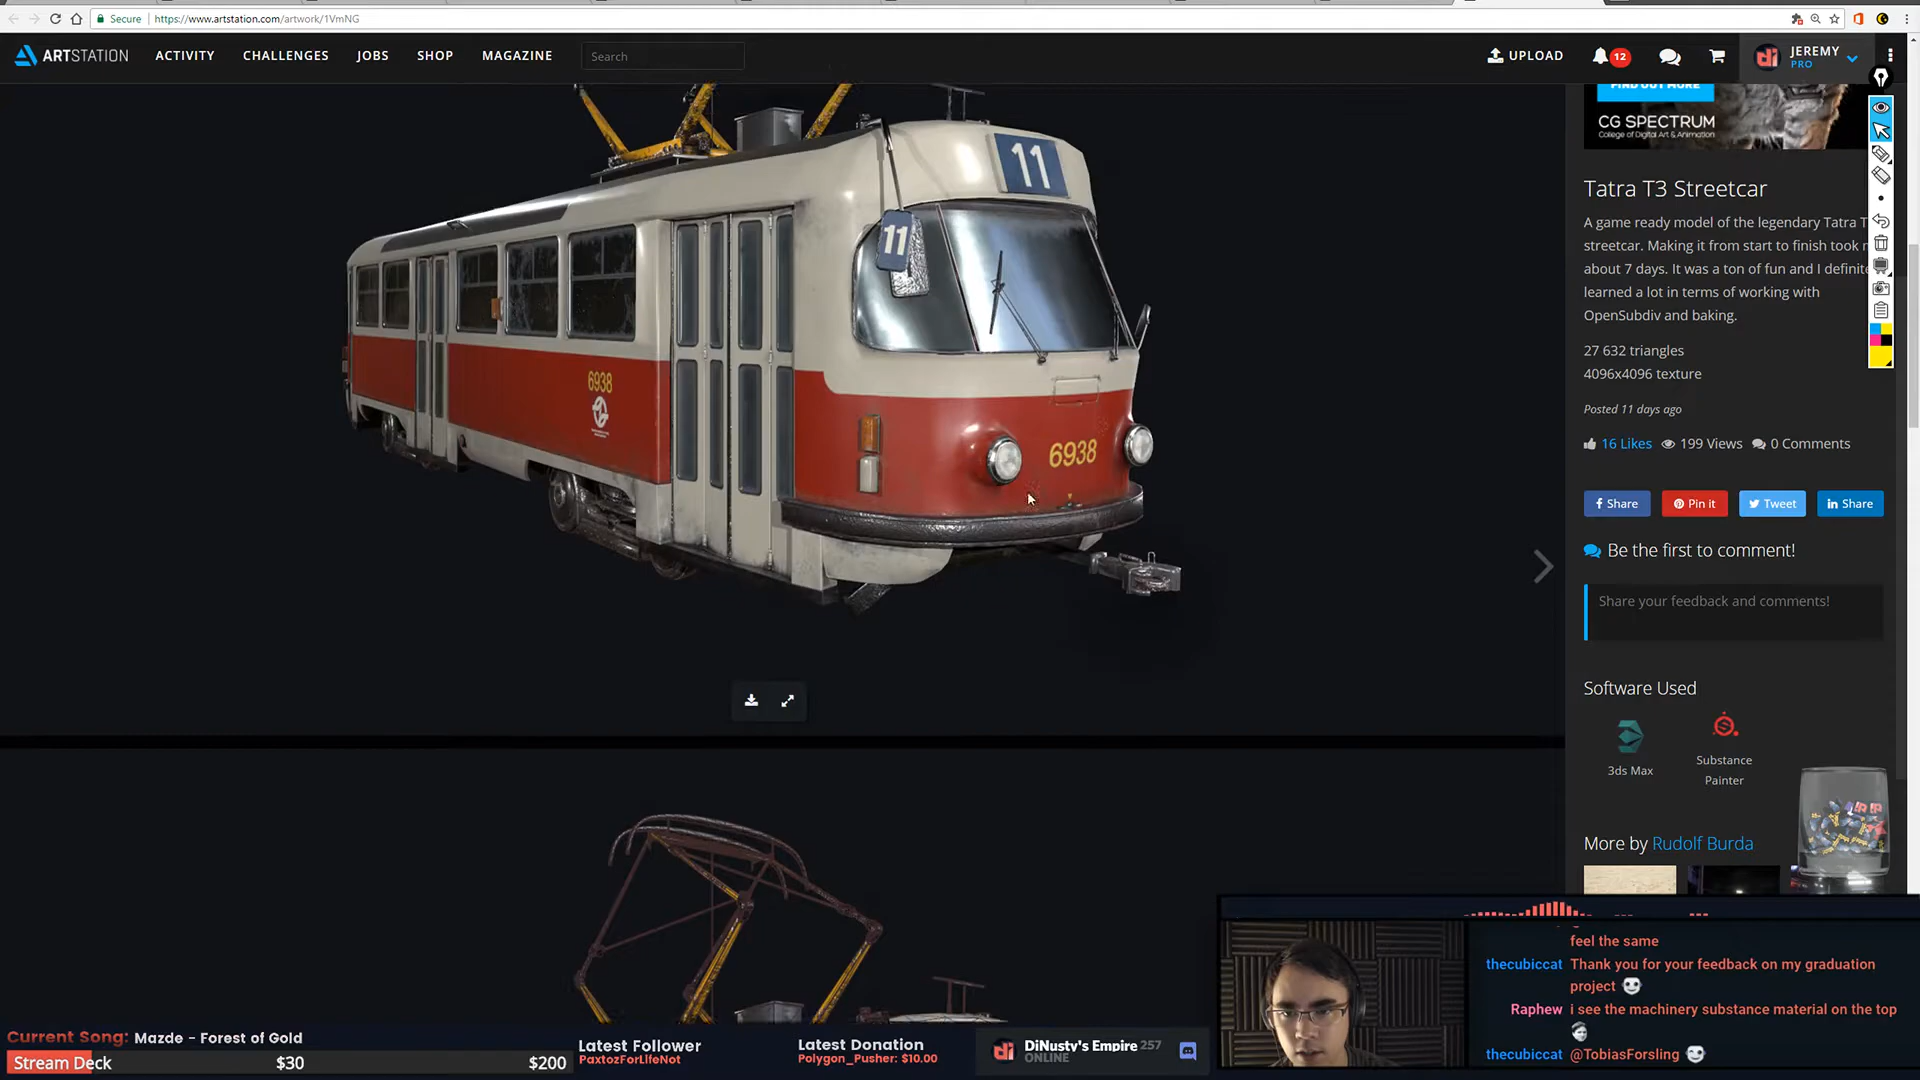 Secure
https://www.artstation.com/artwork/1VmNG
ARTSTATION
ACTIVITY
CHALLENGES
JOBS
SHOP
MAGAZINE
Search
UPLOAD
12
JEREMY
PRO
FIND OUT MORE
CG SPECTRUM
College of Digital Art & Animation
11
11
6938
6938
Tatra T3 Streetcar
A game ready model of the legendary Tatra T
streetcar. Making it from start to finish took
about 7 days. It was a ton of fun and I definite
learned a lot in terms of working with
OpenSubdiv and baking.
27 632 triangles
4096x4096 texture
Posted 11 days ago
16 Likes
199 Views
0 Comments
Share
Pin it
Tweet
Share
Be the first to comment!
Share your feedback and comments!
Software Used
3ds Max
Substance
Painter
More by Rudolf Burda
feel the same
thecubiccat Thank you for your feedback on my graduation
project
Raphew i see the machinery substance material on the top
thecubiccat @TobiasForsling
Current Song: Mazde - Forest of Gold
Stream Deck $30 $200
Latest Follower
PaxtozForLifeNot
Latest Donation
Polygon_Pusher: $10.00
DiNusty's Empire 257
ONLINE